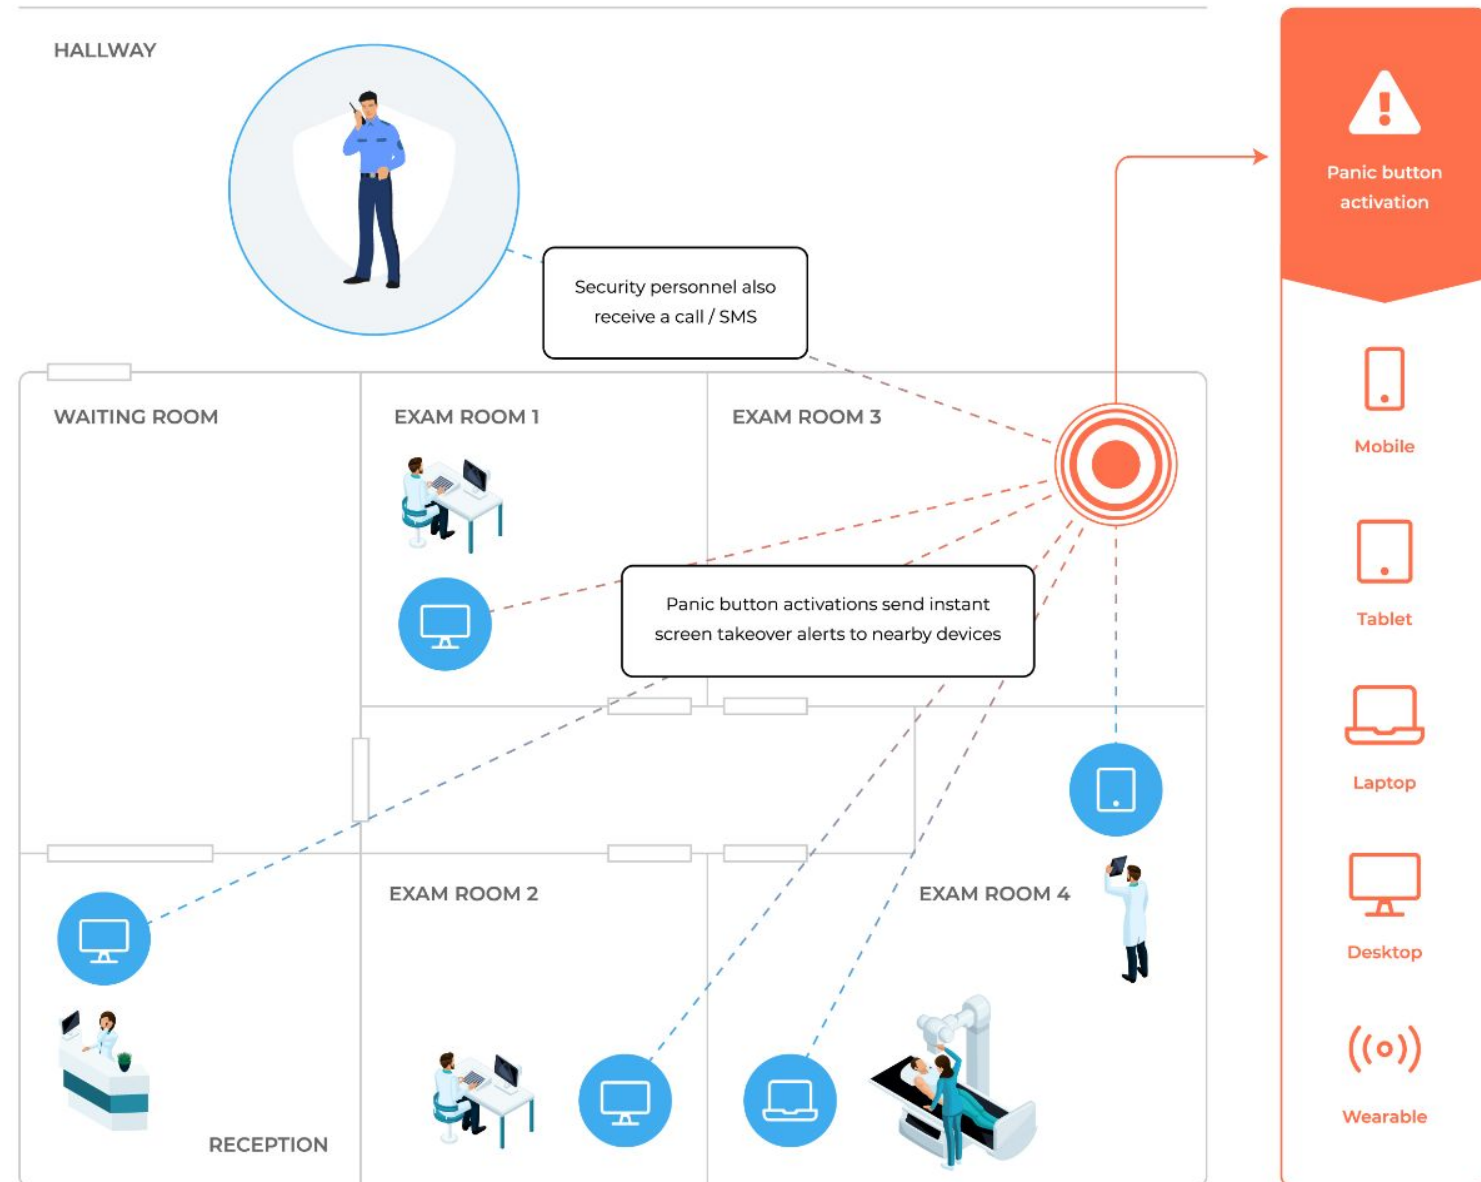 HALLWAY
Panic button
activation
Security personnel also
receive a call / SMS
WAITING ROOM
EXAM ROOM 1
EXAM ROOM 3
Mobile
Panic button activations send instant
screen takeover alerts to nearby devices
Tablet
Laptop
EXAM ROOM 2
EXAM ROOM 4
Desktop
RECEPTION
Wearable